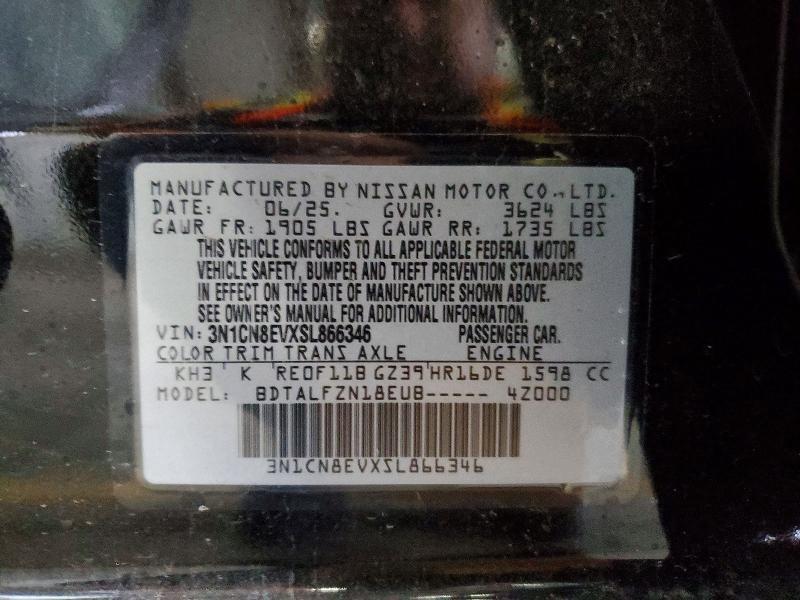 MANUFACTURED BY NISSAN MOTOR CO., LTD.
DATE: 06/25. GVWR: 3624 LBS
GAWR FR: 1905 LBS GAWR RR: 1735 LBS
THIS VEHICLE CONFORMS TO ALL APPLICABLE FEDERAL MOTOR
VEHICLE SAFETY, BUMPER AND THEFT PREVENTION STANDARDS
IN EFFECT ON THE DATE OF MANUFACTURE SHOWN ABOVE.
SEE OWNER'S MANUAL FOR ADDITIONAL INFORMATION.
VIN: 3N1CN8EVXSL866346 PASSENGER CAR.
COLOR TRIM TRANS AXLE ENGINE
KH3 K RE0F11B GZ39 HR16DE 1598 CC
MODEL: BDTALFZN18EUB----- 4Z000
3N1CN8EVXSL866346